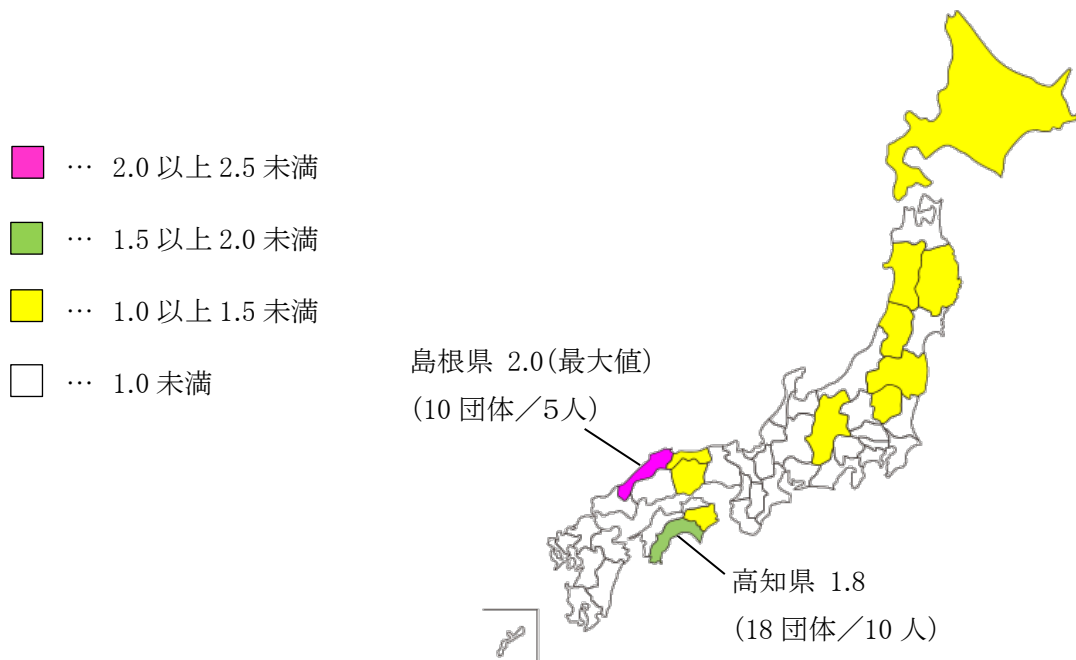 … 2.0 以上 2.5 未満
… 1.5 以上 2.0 未満
… 1.0 以上 1.5 未満
… 1.0 未満
島根県 2.0(最大値)
(10 団体／5人)
高知県 1.8
(18 団体／10 人)